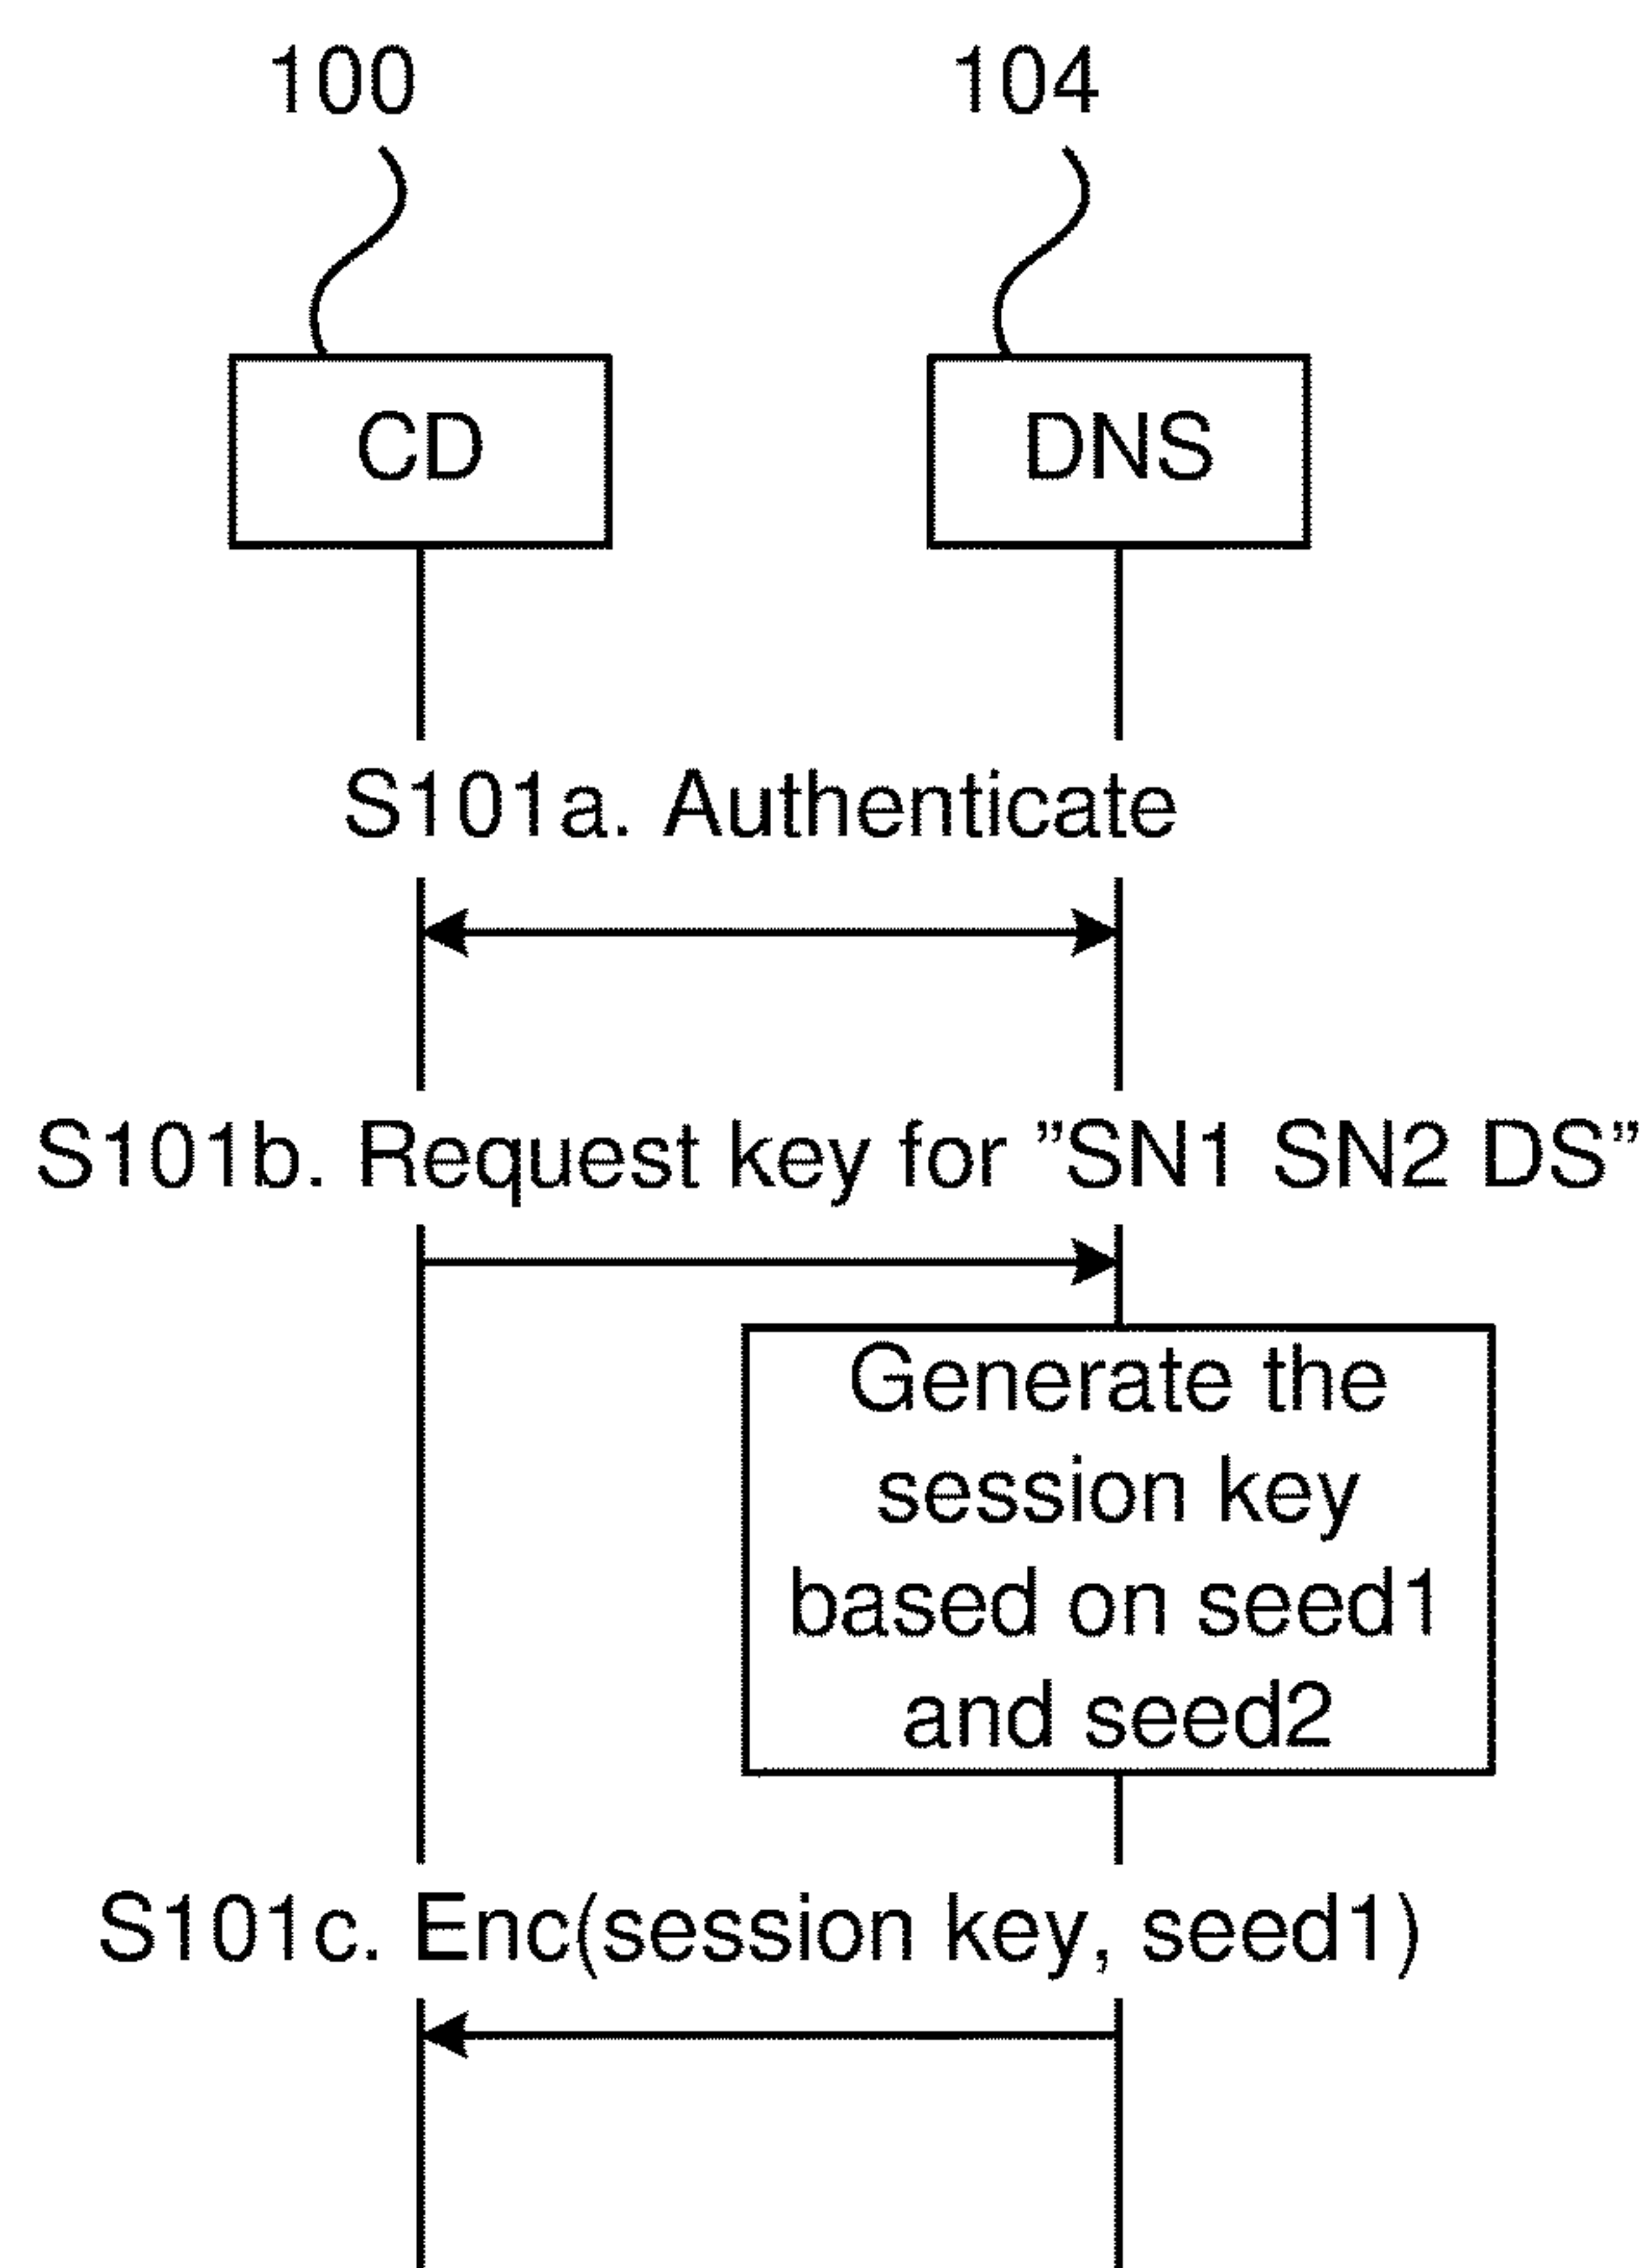 100 104
CD DNS
S101a. Authenticate
S101b. Request key for ”SN1 SN2 DS”
Generate the
session key
based on seed1
and seed2
S101c. Enc(session key, seed1)